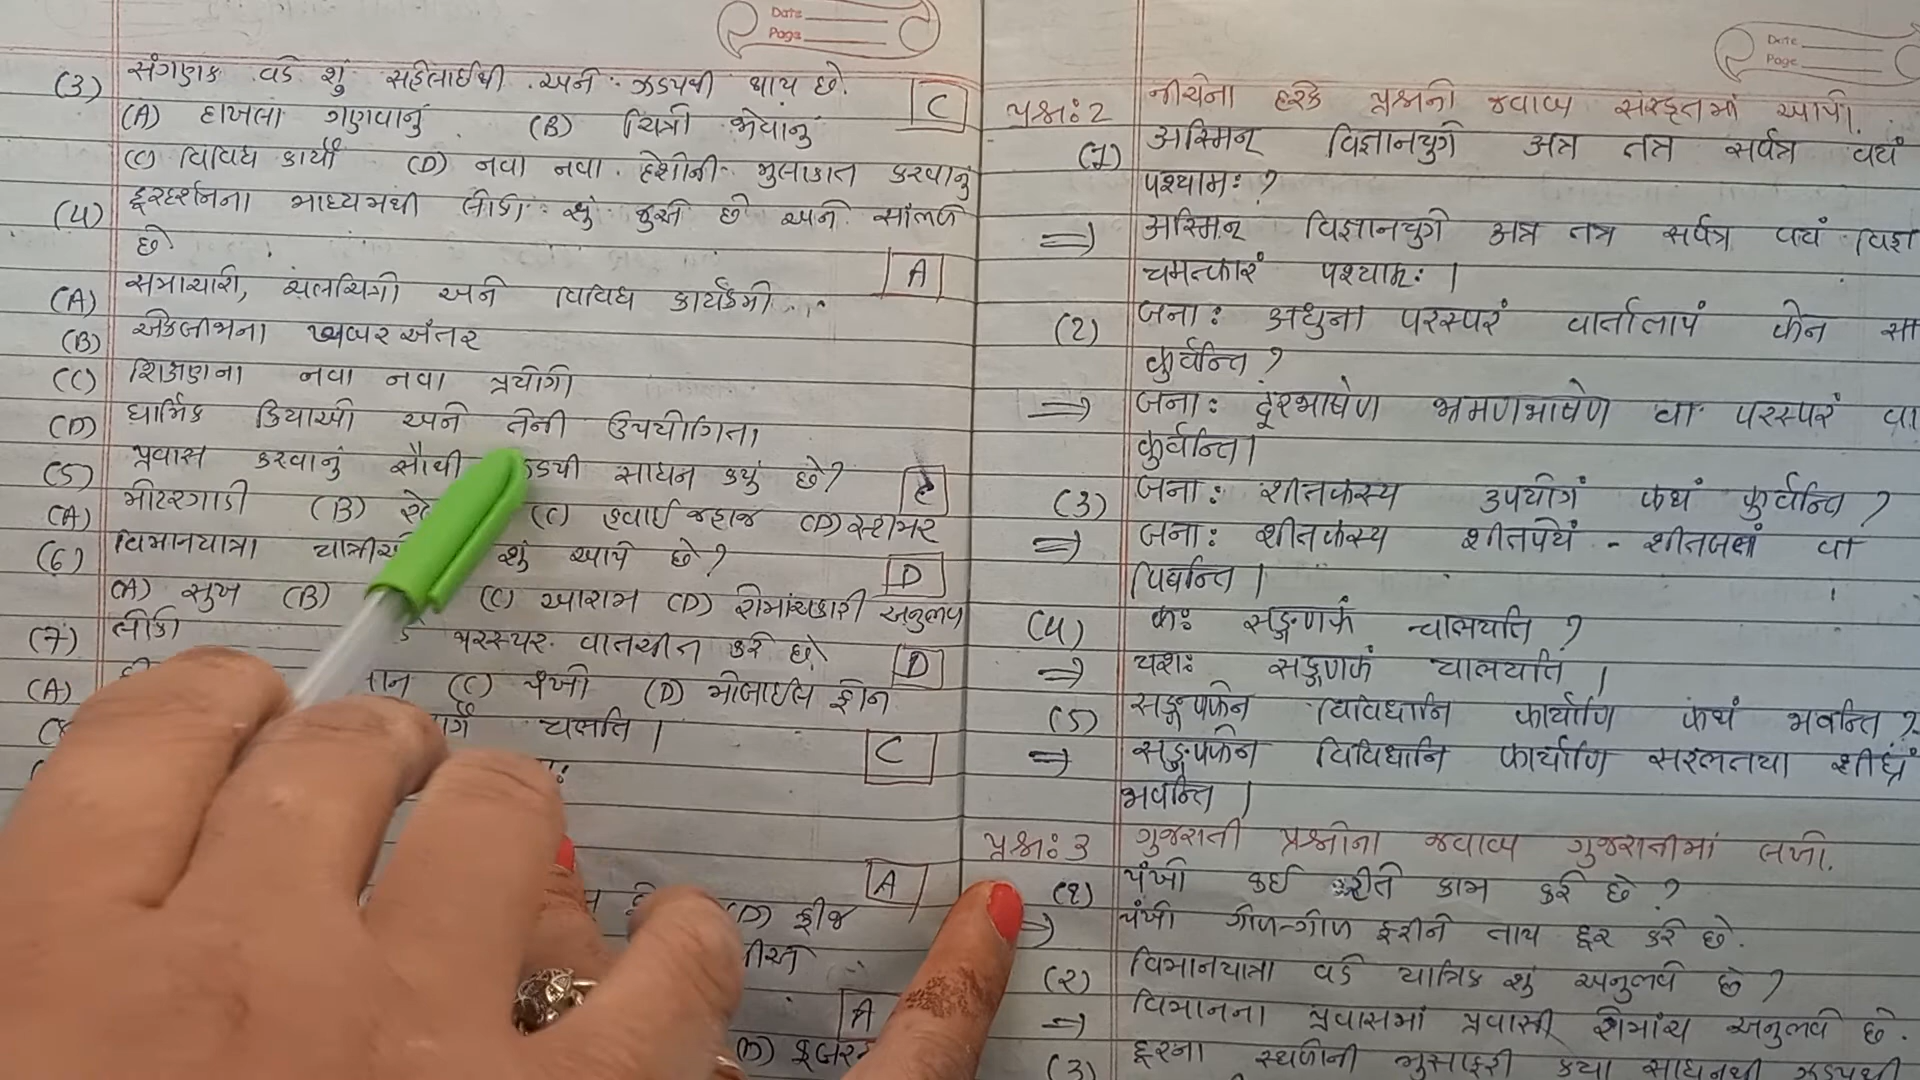 Date
Page
(3) સંગણક વડે શું સહેલાઈથી અને ઝડપથી થાય છે.
C
(A) દાખલા ગણવાનું (B) ચિત્રો જોવાનું
(C) વિવિધ કાર્યો (D) નવા નવા દેશોની મુલાકાત કરવાનું
(4) દૂરદર્શનના માધ્યમથી લોકો શું જુએ છે અને સાંભળે
છે
A
(A) સમાચારો, ચલચિત્રો અને વિવિધ કાર્યક્રમો
(B) એકબીજાના ખબર અંતર
(C) શિક્ષણના નવા નવા પ્રયોગો
(D) ધાર્મિક ક્રિયાઓ અને તેની ઉપયોગિતા
(5) પ્રવાસ કરવાનું સૌથી સાધન કયું છે?
C
(A) મોટરગાડી (B) (C) હવાઈ જહાજ (D) સ્ટીમર
(6) વિમાનયાત્રા શું આપે છે?
D
(A) સુખ (B) (C) આરામ (D) રોમાંચકારી અનુભવ
(7) લોકો પરસ્પર વાતચીત કરે છે
D
(A) (C) પંખો (D) મોબાઈલ ફોન
चलति।
C
A
(D) ફ્રીજ
A
Date
Page
પ્રશ્ન:2 નીચેના દરેક પ્રશ્નનો જવાબ સંસ્કૃતમાં આપો.
(1) अस्मिन् विज्ञानयुगे अत्र तत्र सर्वत्र वयं
पश्यामः ?
⇒ अस्मिन् विज्ञानयुगे अत्र तत्र सर्वत्र वयं
चमत्कारं पश्यामः।
(2) जनाः अधुना परस्परं वार्तालापं केन
कुर्वन्ति ?
⇒ जनाः दूरभाषेण भ्रमणभाषेण वा परस्परं
कुर्वन्ति।
(3) जनाः शीतकस्य उपयोगं कथं कुर्वन्ति ?
⇒ जनाः शीतकस्य शीतपेयं - शीतजलं वा
पिबन्ति।
(4) कः सङ्गणकं चालयति ?
⇒ यशः सङ्गणकं चालयति।
(5) सङ्गणकेन विविधानि कार्याणि कथं भवन्ति ?
⇒ सङ्गणकेन विविधानि कार्याणि सरलतया शीघ्रं
भवन्ति।
પ્રશ્ન:3 ગુજરાતી પ્રશ્નોના જવાબ ગુજરાતીમાં લખો.
(1) પંખો કઈ રીતે કામ કરે છે ?
⇒ પંખો ગોળ-ગોળ ફરીને તાપ દૂર કરે છે.
(2) વિમાનયાત્રા વડે યાત્રિક શું અનુભવે છે ?
⇒ વિમાનના પ્રવાસમાં પ્રવાસી રોમાંચ અનુભવે છે.
(3) દૂરના સ્થળોની મુસાફરી કયા સાધનથી ઝડપથી